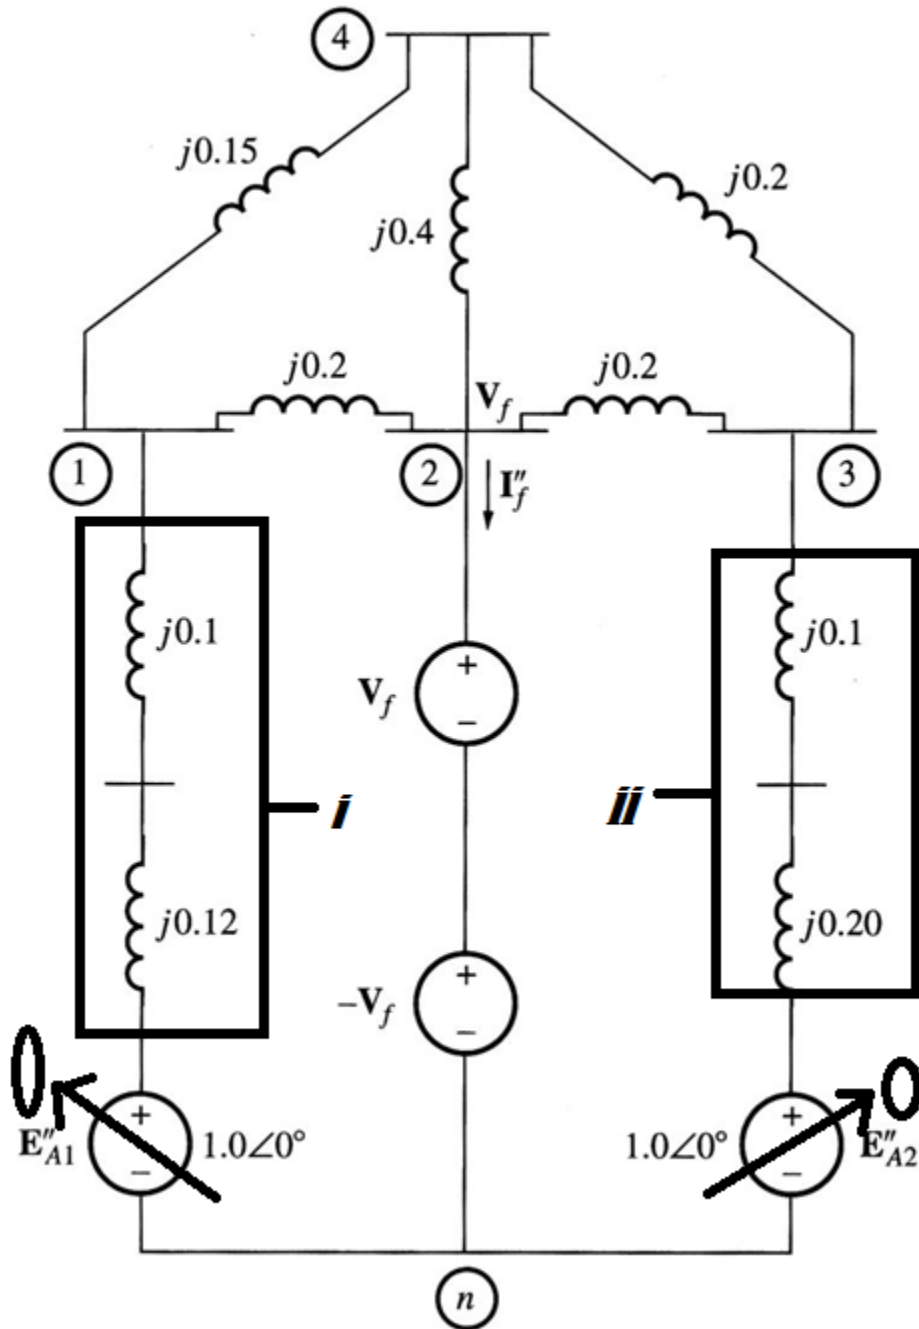 4
j0.15
j0.2
j0.4
j0.2
j0.2
V_f
1
2
I''_f
3
j0.1
j0.1
V_f
+
−
i
ii
j0.12
j0.20
−V_f
+
−
0
0
E''_A1
+
−
1.0∠0°
1.0∠0°
+
−
E''_A2
n